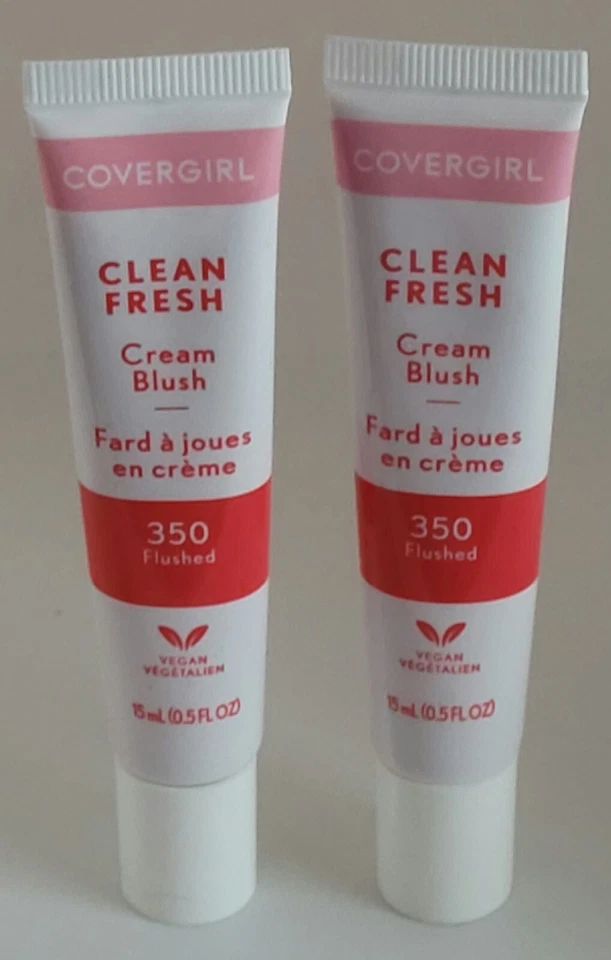 COVERGIRL
CLEAN
FRESH
Cream
Blush
Fard à joues
en crème
350
Flushed
VEGAN
VÉGÉTALIEN
15 mL (0.5 FL OZ)
COVERGIRL
CLEAN
FRESH
Cream
Blush
Fard à joues
en crème
350
Flushed
VEGAN
VÉGÉTALIEN
15 mL (0.5 FL OZ)